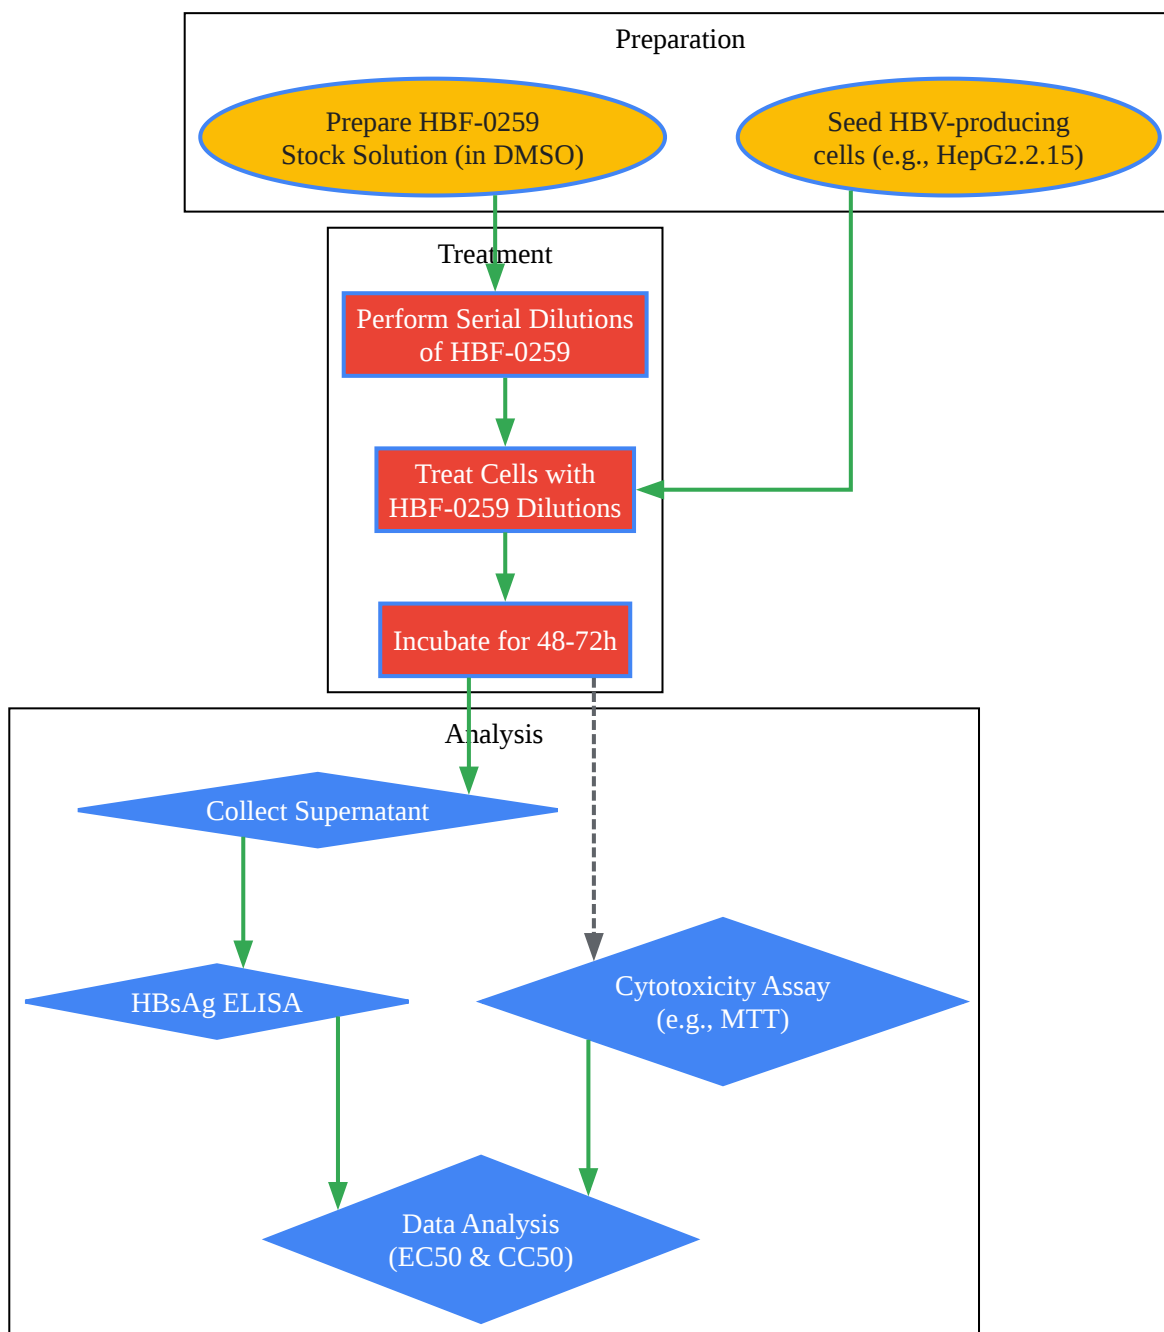 Preparation
Prepare HBF-0259
Stock Solution (in DMSO)
Seed HBV-producing
cells (e.g., HepG2.2.15)
Treatment
Perform Serial Dilutions
of HBF-0259
Treat Cells with
HBF-0259 Dilutions
Incubate for 48-72h
Analysis
Collect Supernatant
HBsAg ELISA
Cytotoxicity Assay
(e.g., MTT)
Data Analysis
(EC50 & CC50)